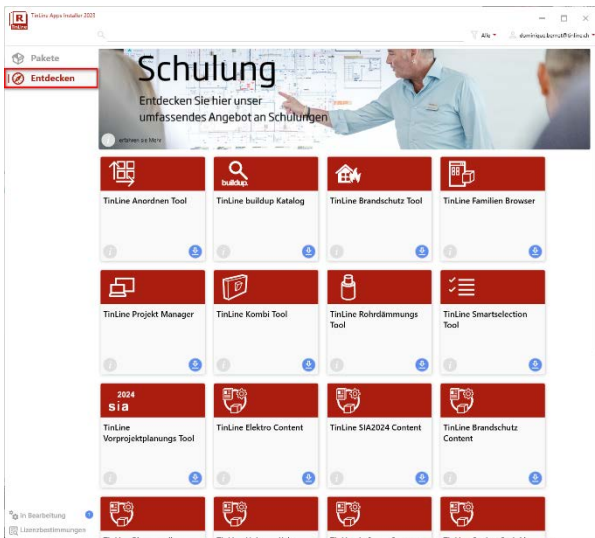 R
TinLine
TinLine Apps Installer 2025
Alle
Pakete
Entdecken
Schulung
Entdecken Sie hier unser
umfassendes Angebot an Schulungen
erfahren sie Mehr
buildup.
TinLine Anordnen Tool
TinLine buildup Katalog
TinLine Brandschutz Tool
TinLine Familien Browser
TinLine Projekt Manager
TinLine Kombi Tool
TinLine Rohrdämmungs
Tool
TinLine Smartselection
Tool
2024
sia
TinLine
Vorprojektplanungs Tool
TinLine Elektro Content
TinLine SIA2024 Content
TinLine Brandschutz
Content
in Bearbeitung
Lizenzbestimmungen